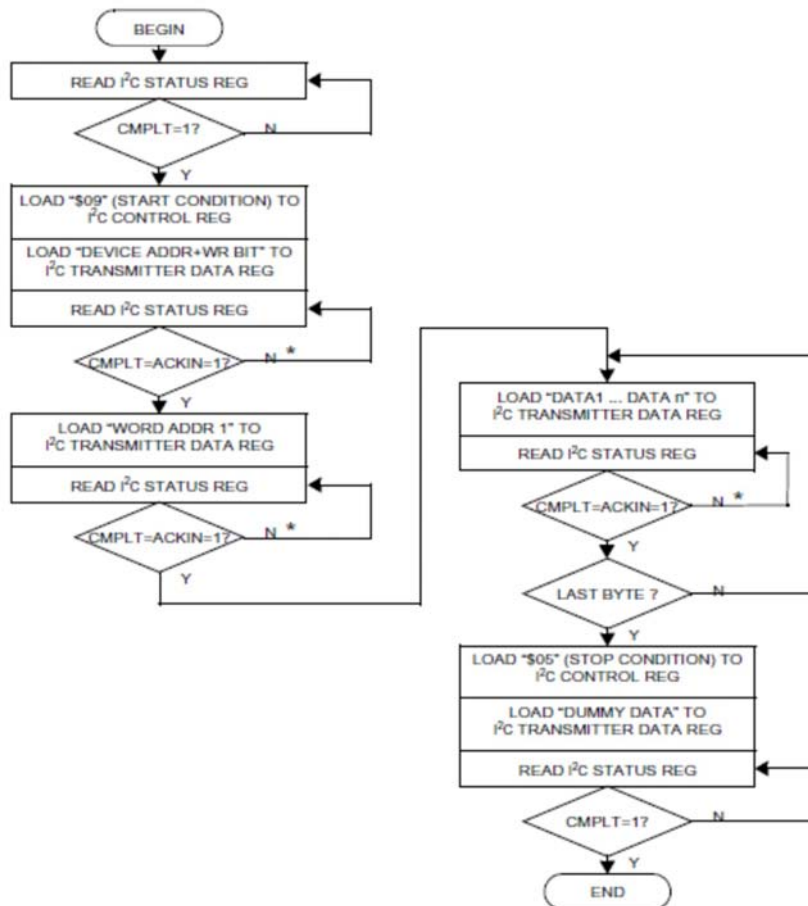 BEGIN
READ I²C STATUS REG
CMPLT=1?
N
Y
LOAD “$09” (START CONDITION) TO
I²C CONTROL REG
LOAD “DEVICE ADDR+WR BIT” TO
I²C TRANSMITTER DATA REG
READ I²C STATUS REG
CMPLT=ACKIN=1?
N *
Y
LOAD “WORD ADDR 1” TO
I²C TRANSMITTER DATA REG
READ I²C STATUS REG
CMPLT=ACKIN=1?
N *
Y
LOAD “DATA1 ... DATA n” TO
I²C TRANSMITTER DATA REG
READ I²C STATUS REG
CMPLT=ACKIN=1?
N *
Y
LAST BYTE ?
N
Y
LOAD “$05” (STOP CONDITION) TO
I²C CONTROL REG
LOAD “DUMMY DATA” TO
I²C TRANSMITTER DATA REG
READ I²C STATUS REG
CMPLT=1?
N
Y
END